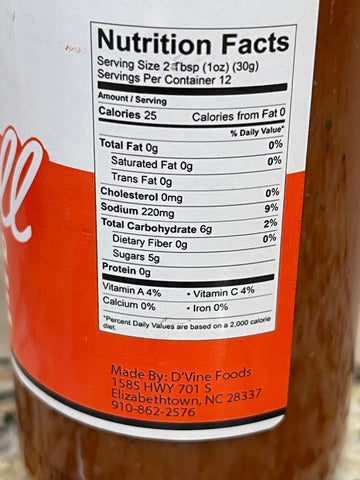 Nutrition Facts
Serving Size 2 Tbsp (1oz) (30g)
Servings Per Container 12
Amount / Serving
Calories 25 Calories from Fat 0
% Daily Value*
Total Fat 0g 0%
Saturated Fat 0g 0%
Trans Fat 0g
Cholesterol 0mg 0%
Sodium 220mg 9%
Total Carbohydrate 6g 2%
Dietary Fiber 0g 0%
Sugars 5g
Protein 0g
Vitamin A 4% • Vitamin C 4%
Calcium 0% • Iron 0%
*Percent Daily Values are based on a 2,000 calorie
diet.
Made By: D'Vine Foods
1585 HWY 701 S
Elizabethtown, NC 28337
910-862-2576